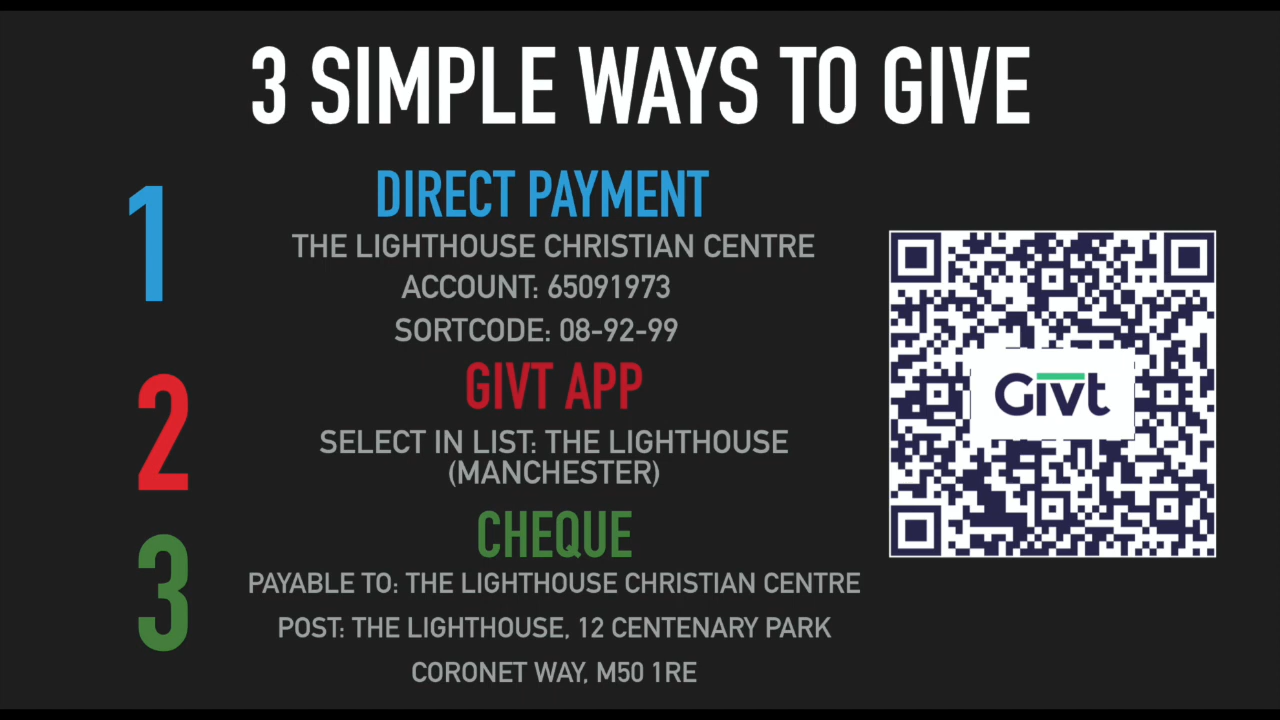 3 SIMPLE WAYS TO GIVE
1
DIRECT PAYMENT
THE LIGHTHOUSE CHRISTIAN CENTRE
ACCOUNT: 65091973
SORTCODE: 08-92-99
2
GIVT APP
SELECT IN LIST: THE LIGHTHOUSE
(MANCHESTER)
3
CHEQUE
PAYABLE TO: THE LIGHTHOUSE CHRISTIAN CENTRE
POST: THE LIGHTHOUSE, 12 CENTENARY PARK
CORONET WAY, M50 1RE
Givt